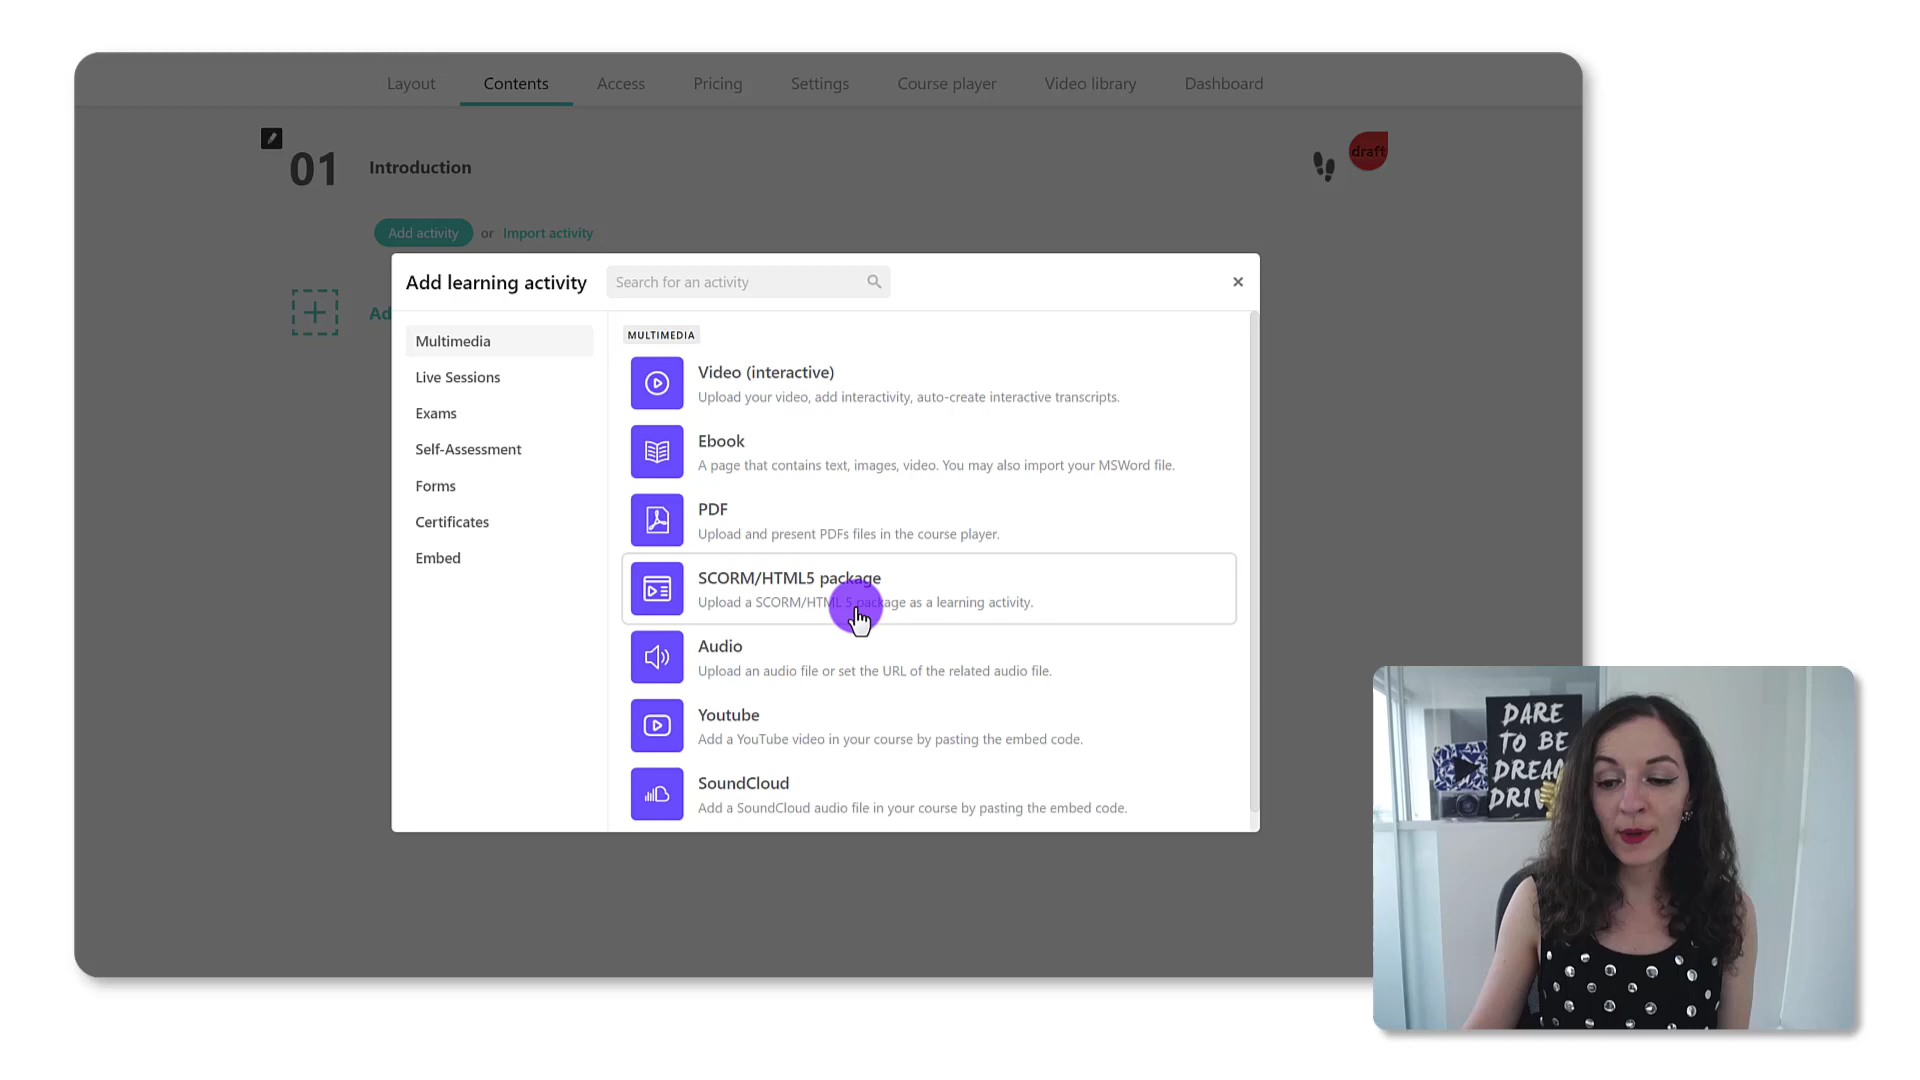 Layout
Contents
Access
Pricing
Settings
Course player
Video library
Dashboard
01
Introduction
draft
Add activity
or
Import activity
Ad
Add learning activity
Search for an activity
Multimedia
Live Sessions
Exams
Self-Assessment
Forms
Certificates
Embed
MULTIMEDIA
Video (interactive)
Upload your video, add interactivity, auto-create interactive transcripts.
Ebook
A page that contains text, images, video. You may also import your MSWord file.
PDF
Upload and present PDFs files in the course player.
SCORM/HTML5 package
Upload a SCORM/HTML 5 package as a learning activity.
Audio
Upload an audio file or set the URL of the related audio file.
Youtube
Add a YouTube video in your course by pasting the embed code.
SoundCloud
Add a SoundCloud audio file in your course by pasting the embed code.
DARE
TO BE
DREAM
DRIV